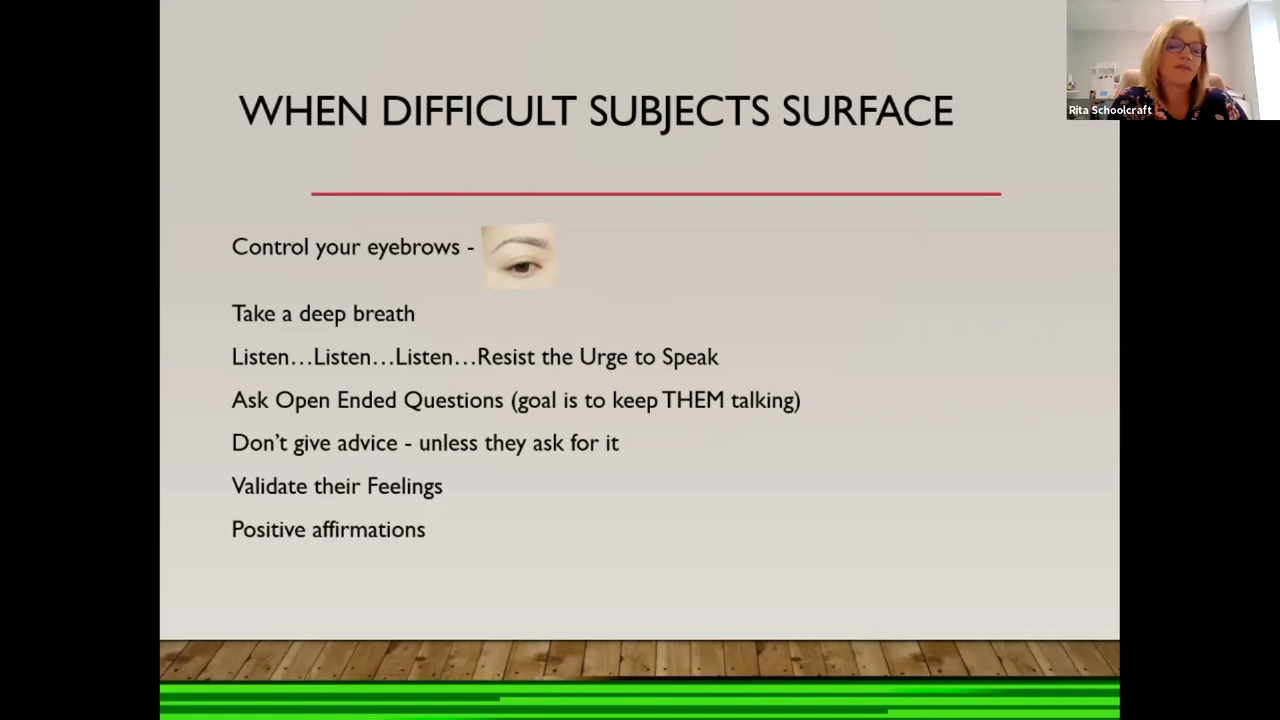 WHEN DIFFICULT SUBJECTS SURFACE
Rita Schoolcraft
Control your eyebrows -
Take a deep breath
Listen...Listen...Listen...Resist the Urge to Speak
Ask Open Ended Questions (goal is to keep THEM talking)
Don't give advice - unless they ask for it
Validate their Feelings
Positive affirmations